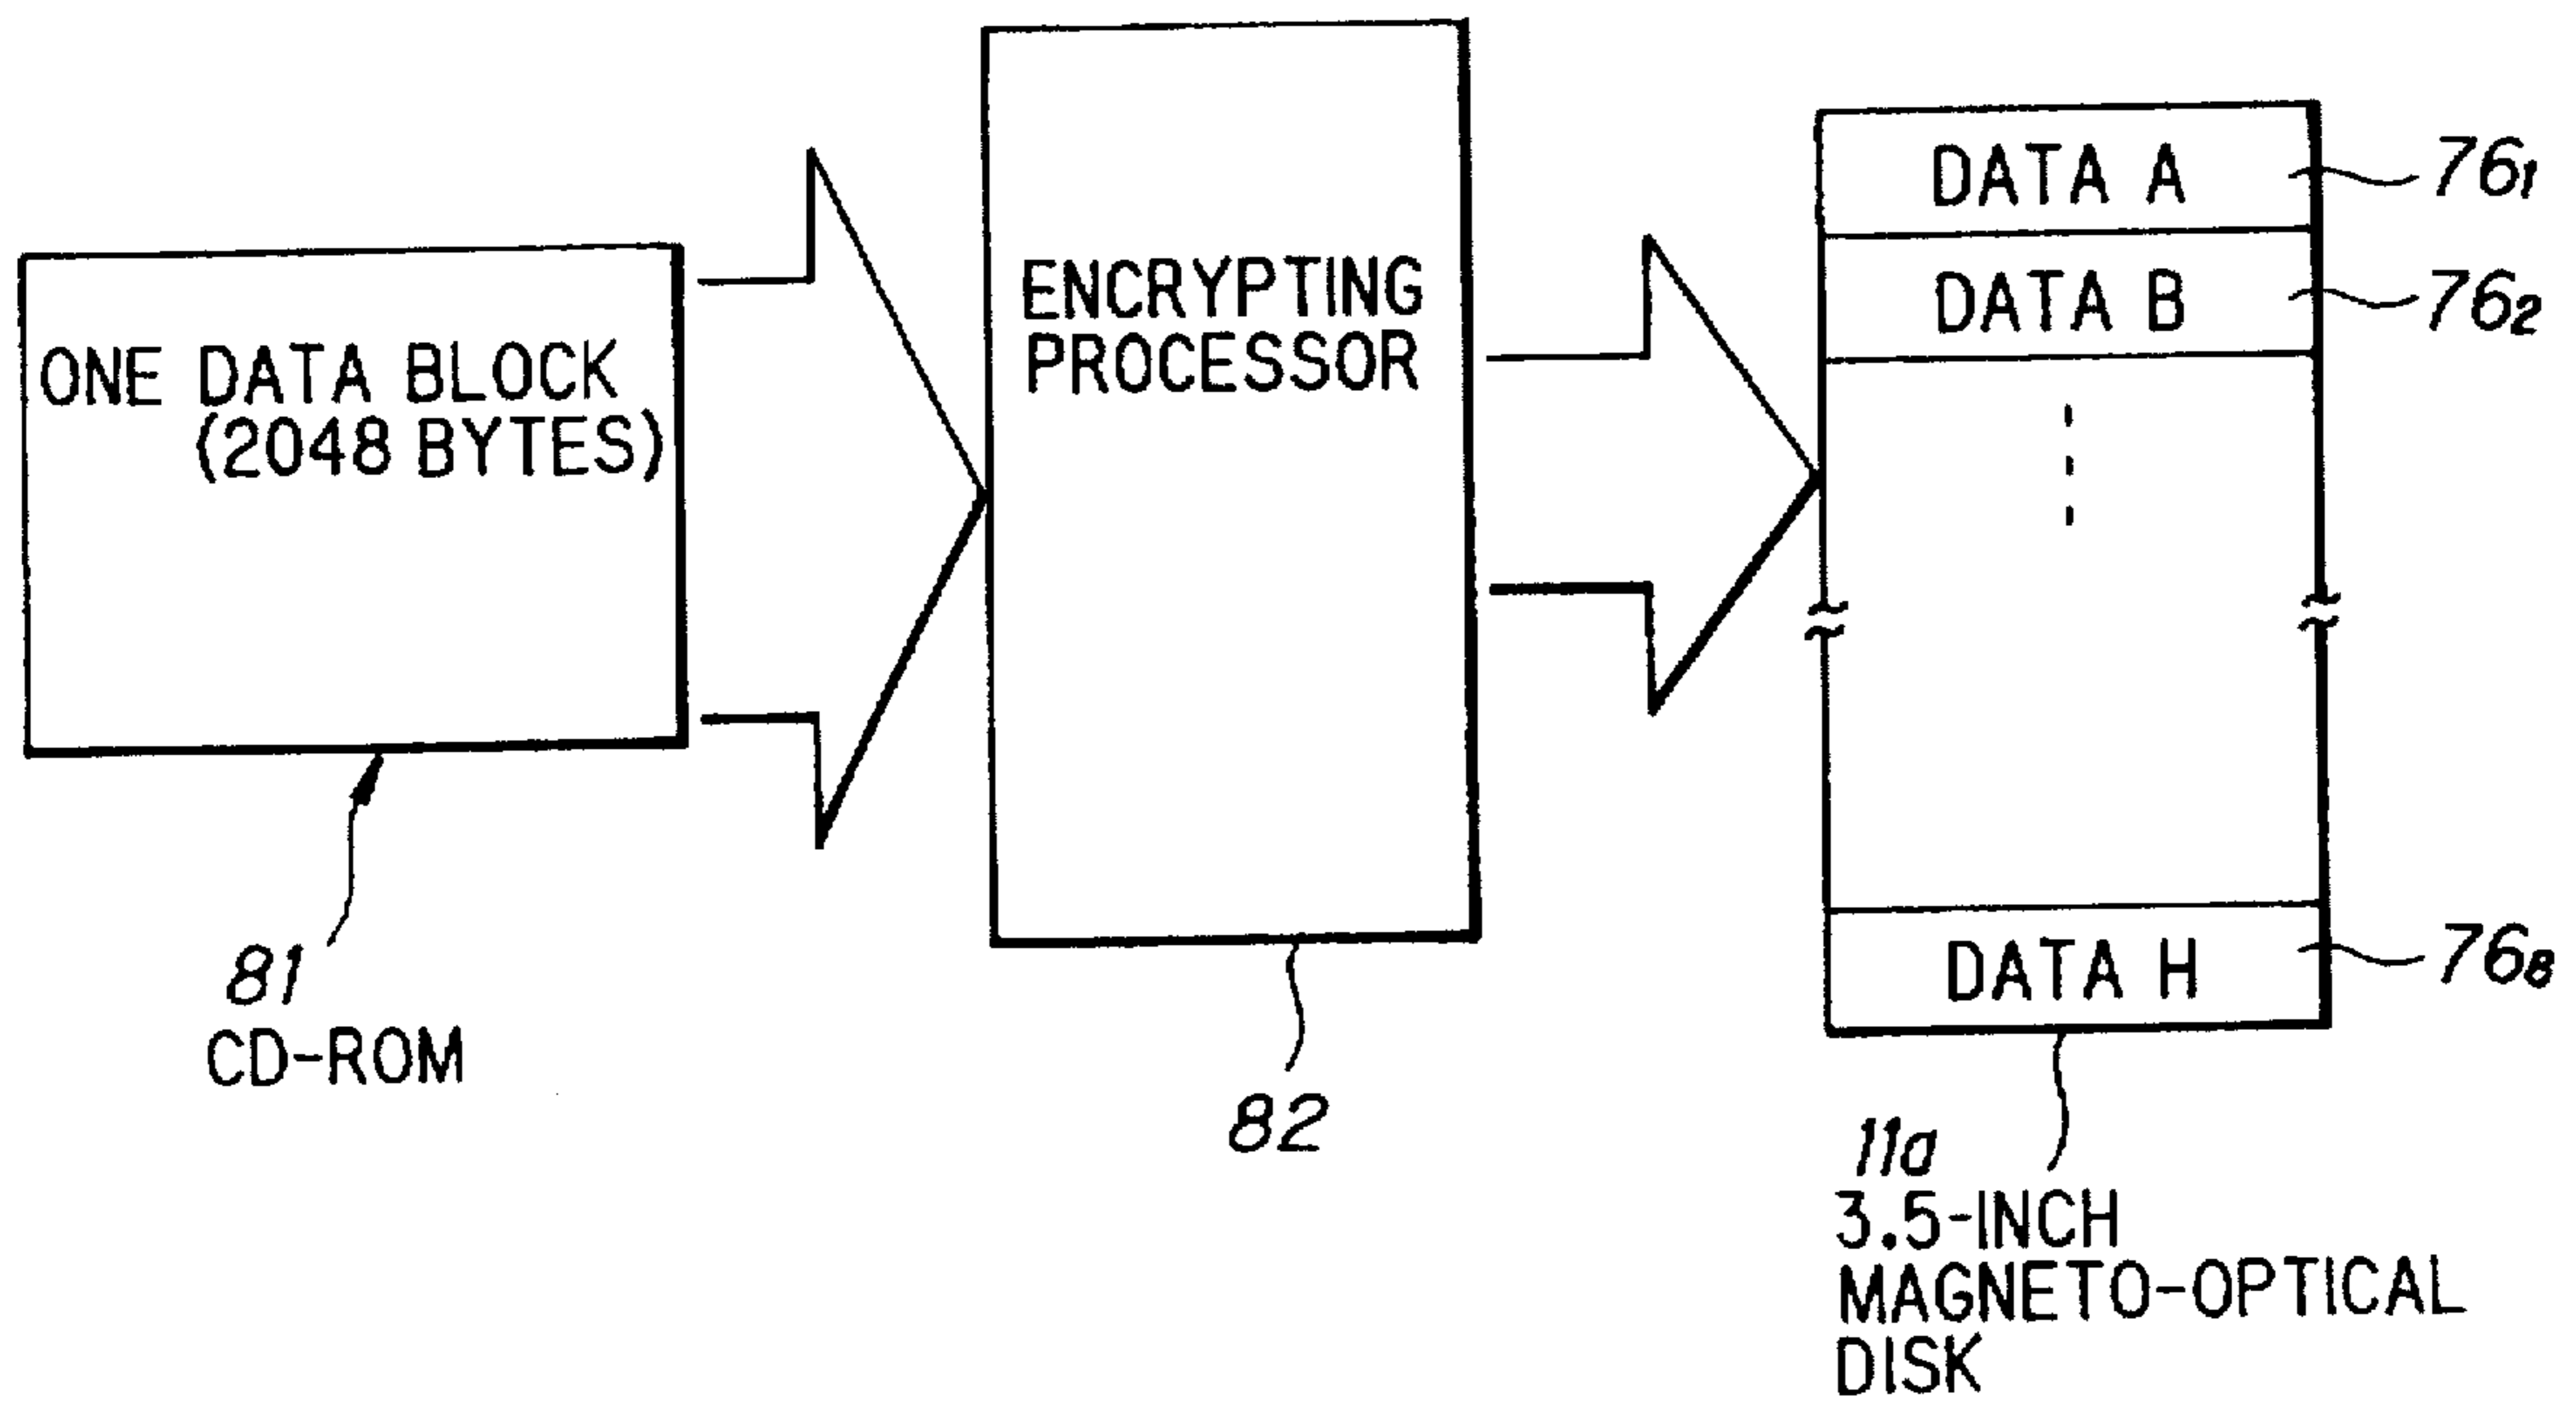 ONE DATA BLOCK
(2048 BYTES)
81
CD-ROM
ENCRYPTING
PROCESSOR
82
DATA A
76₁
DATA B
76₂
DATA H
76₈
11a
3.5-INCH
MAGNETO-OPTICAL
DISK